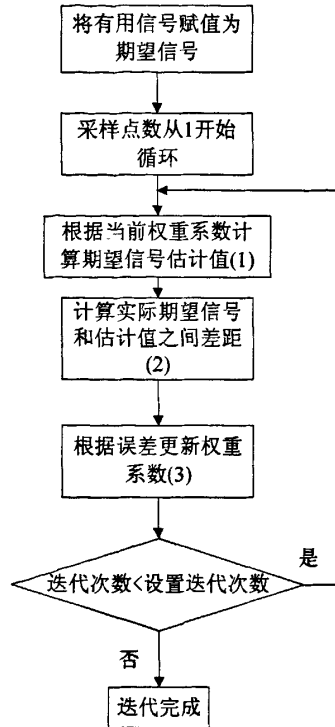 将有用信号赋值为
期望信号
采样点数从1开始
循环
根据当前权重系数计
算期望信号估计值(1)
计算实际期望信号
和估计值之间差距
(2)
根据误差更新权重
系数(3)
是
迭代次数<设置迭代次数
否
迭代完成